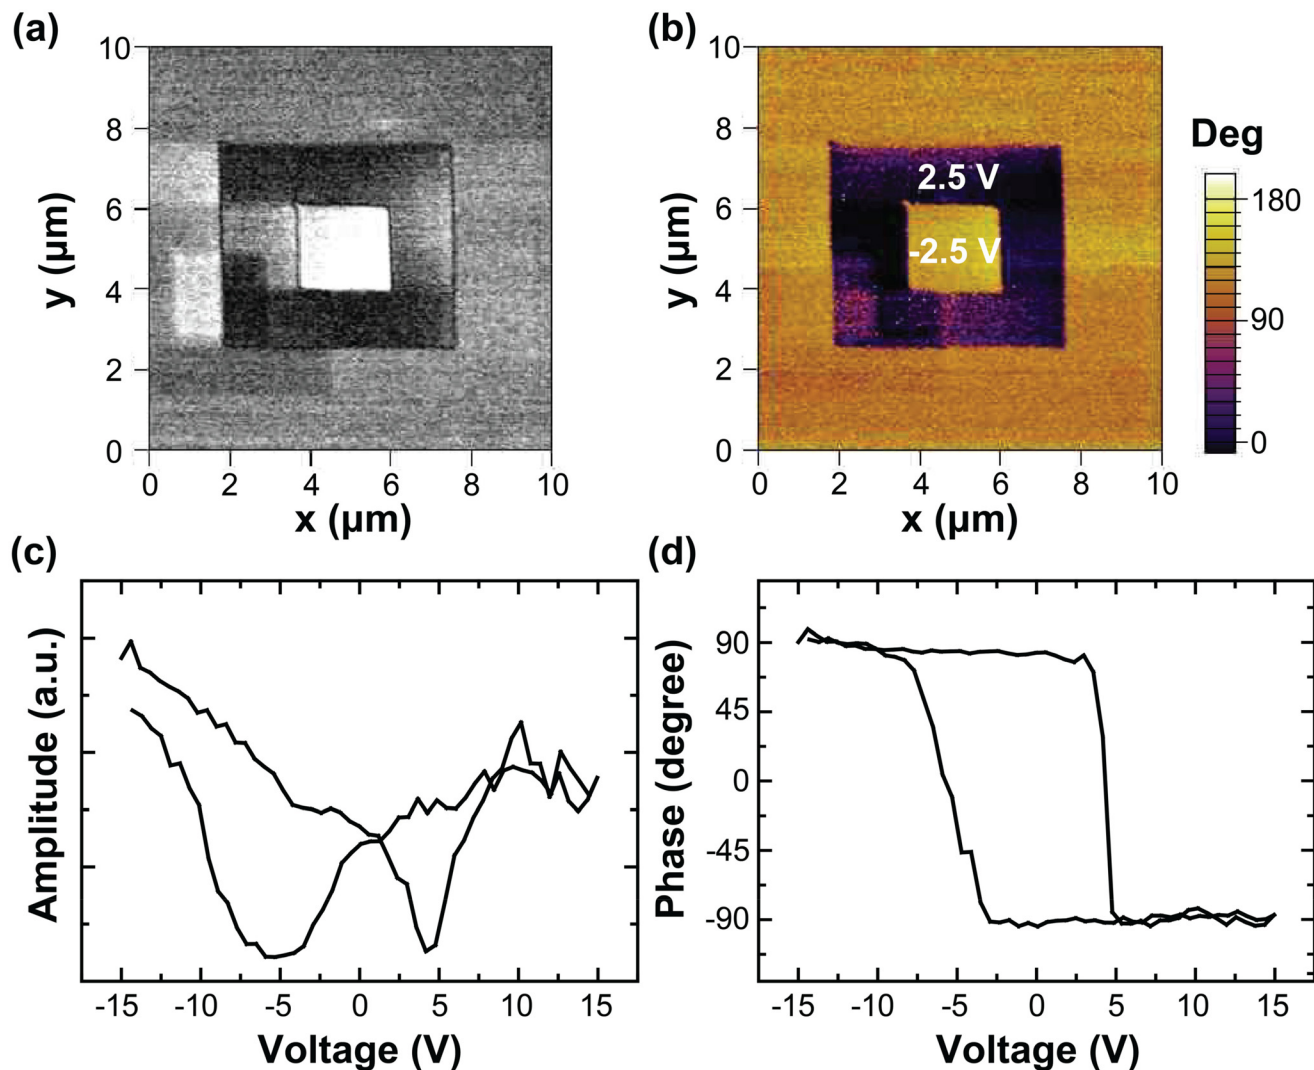 (a)
10
8
6
4
2
0
y (μm)
0 2 4 6 8 10
x (μm)
(b)
10
8
6
4
2
0
y (μm)
2.5 V
-2.5 V
0 2 4 6 8 10
x (μm)
Deg
180
90
0
(c)
Amplitude (a.u.)
-15 -10 -5 0 5 10 15
Voltage (V)
(d)
90
45
0
-45
-90
Phase (degree)
-15 -10 -5 0 5 10 15
Voltage (V)